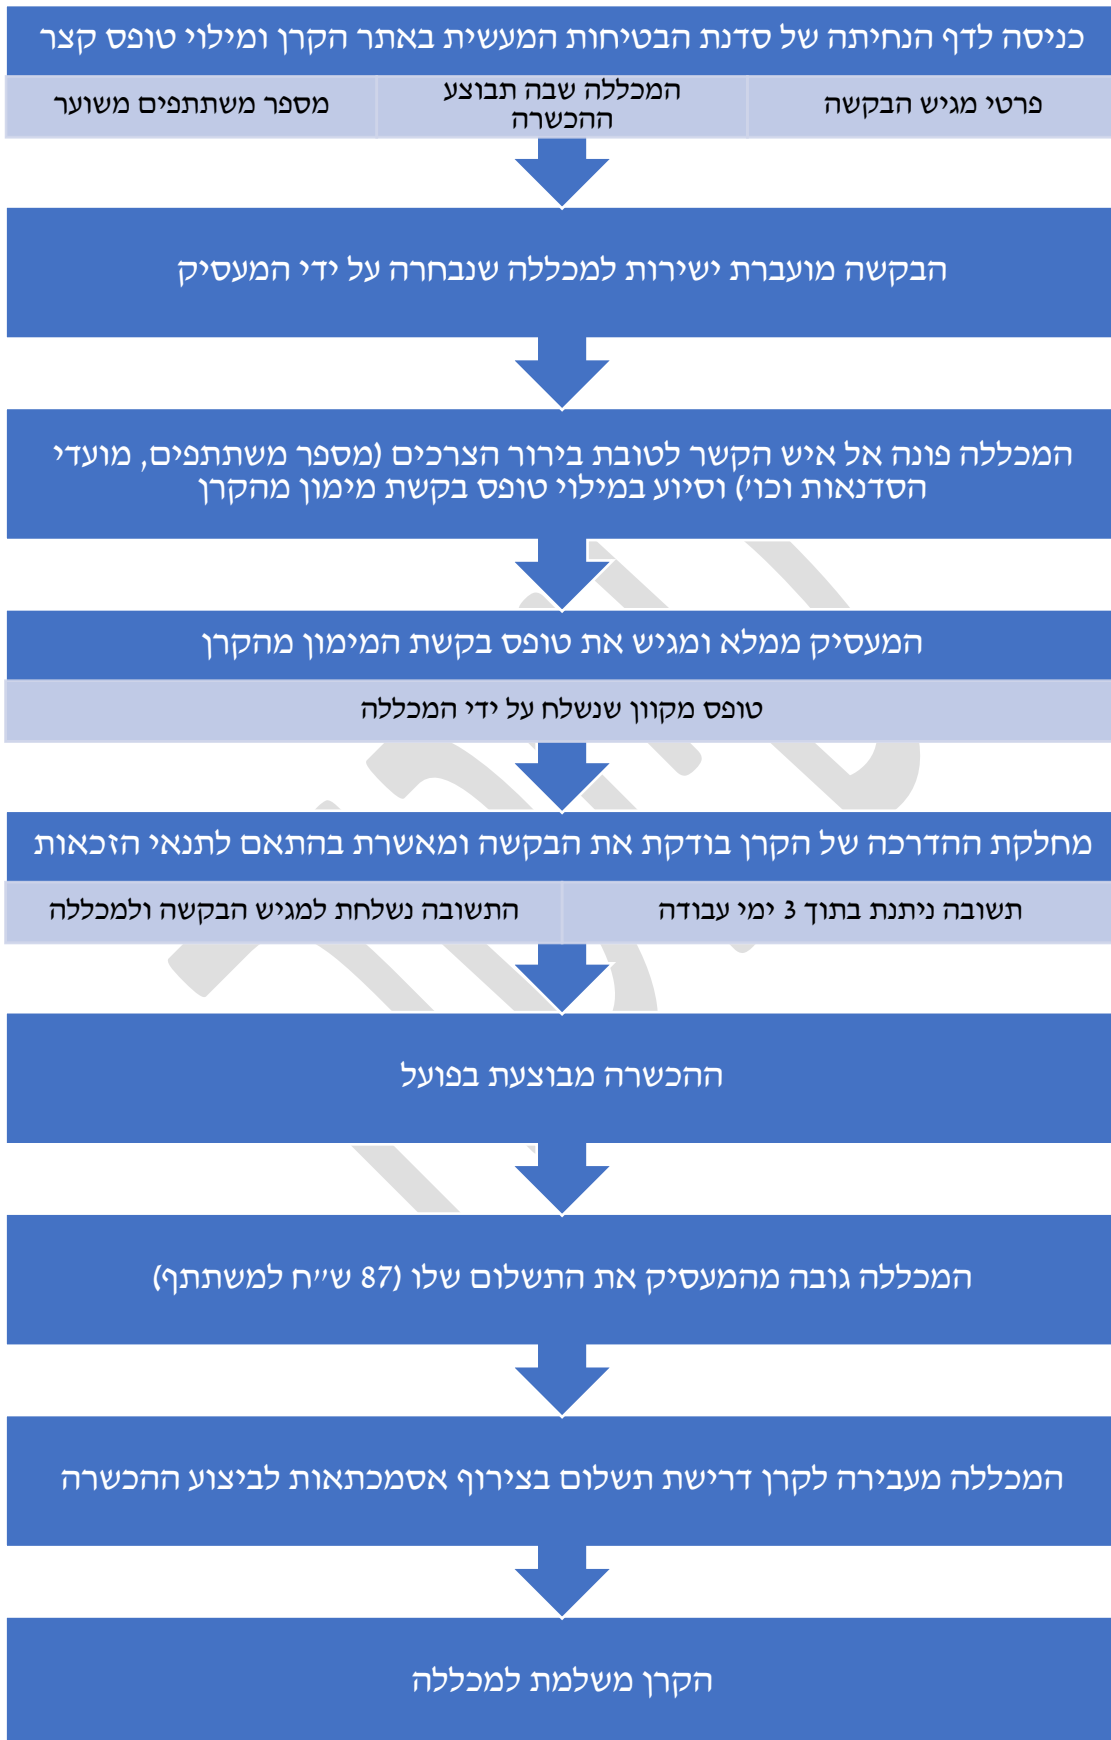 כניסה לדף הנחיתה של סדנת הבטיחות המעשית באתר הקרן ומילוי טופס קצר
פרטי מגיש הבקשה
המכללה שבה תבוצע
ההכשרה
מספר משתתפים משוער
הבקשה מועברת ישירות למכללה שנבחרה על ידי המעסיק
המכללה פונה אל איש הקשר לטובת בירור הצרכים (מספר משתתפים, מועדי
הסדנאות וכו') וסיוע במילוי טופס בקשת מימון מהקרן
המעסיק ממלא ומגיש את טופס בקשת המימון מהקרן
טופס מקוון שנשלח על ידי המכללה
מחלקת ההדרכה של הקרן בודקת את הבקשה ומאשרת בהתאם לתנאי הזכאות
תשובה ניתנת בתוך 3 ימי עבודה
התשובה נשלחת למגיש הבקשה ולמכללה
ההכשרה מבוצעת בפועל
המכללה גובה מהמעסיק את התשלום שלו (87 ש''ח למשתתף)
המכללה מעבירה לקרן דרישת תשלום בצירוף אסמכתאות לביצוע ההכשרה
הקרן משלמת למכללה